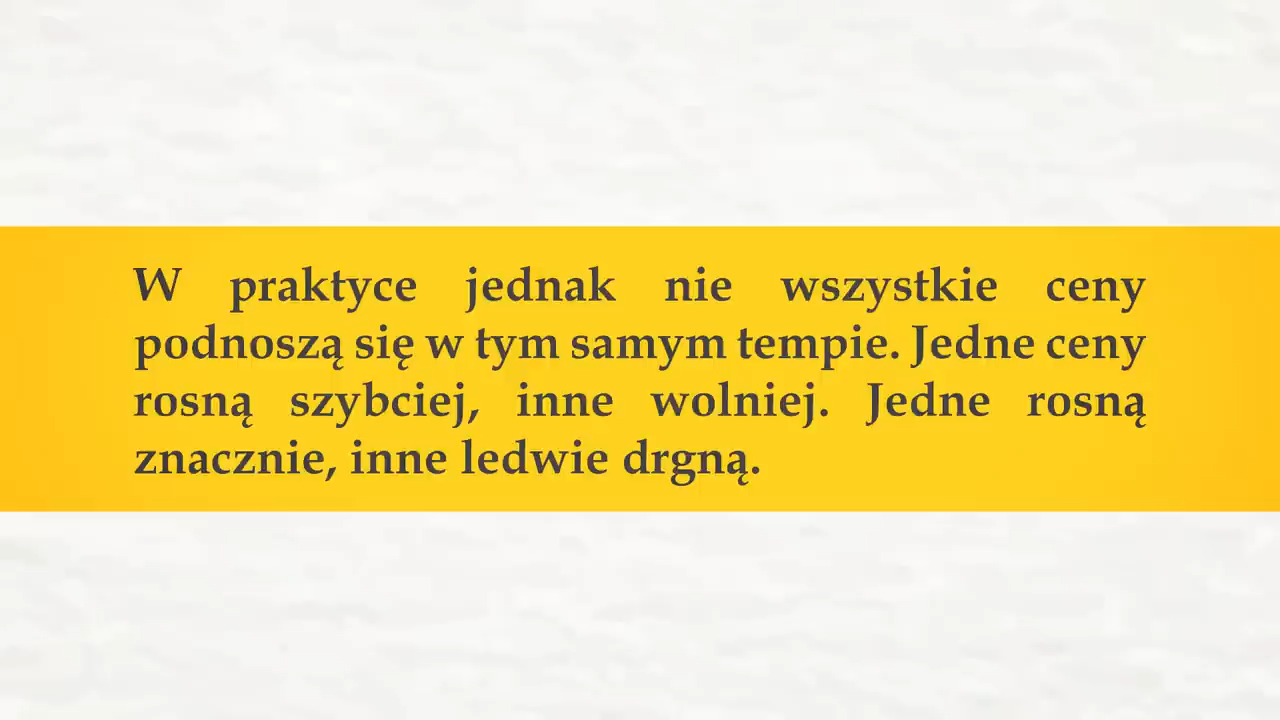 W praktyce jednak nie wszystkie ceny
podnoszą się w tym samym tempie. Jedne ceny
rosną szybciej, inne wolniej. Jedne rosną
znacznie, inne ledwie drgną.